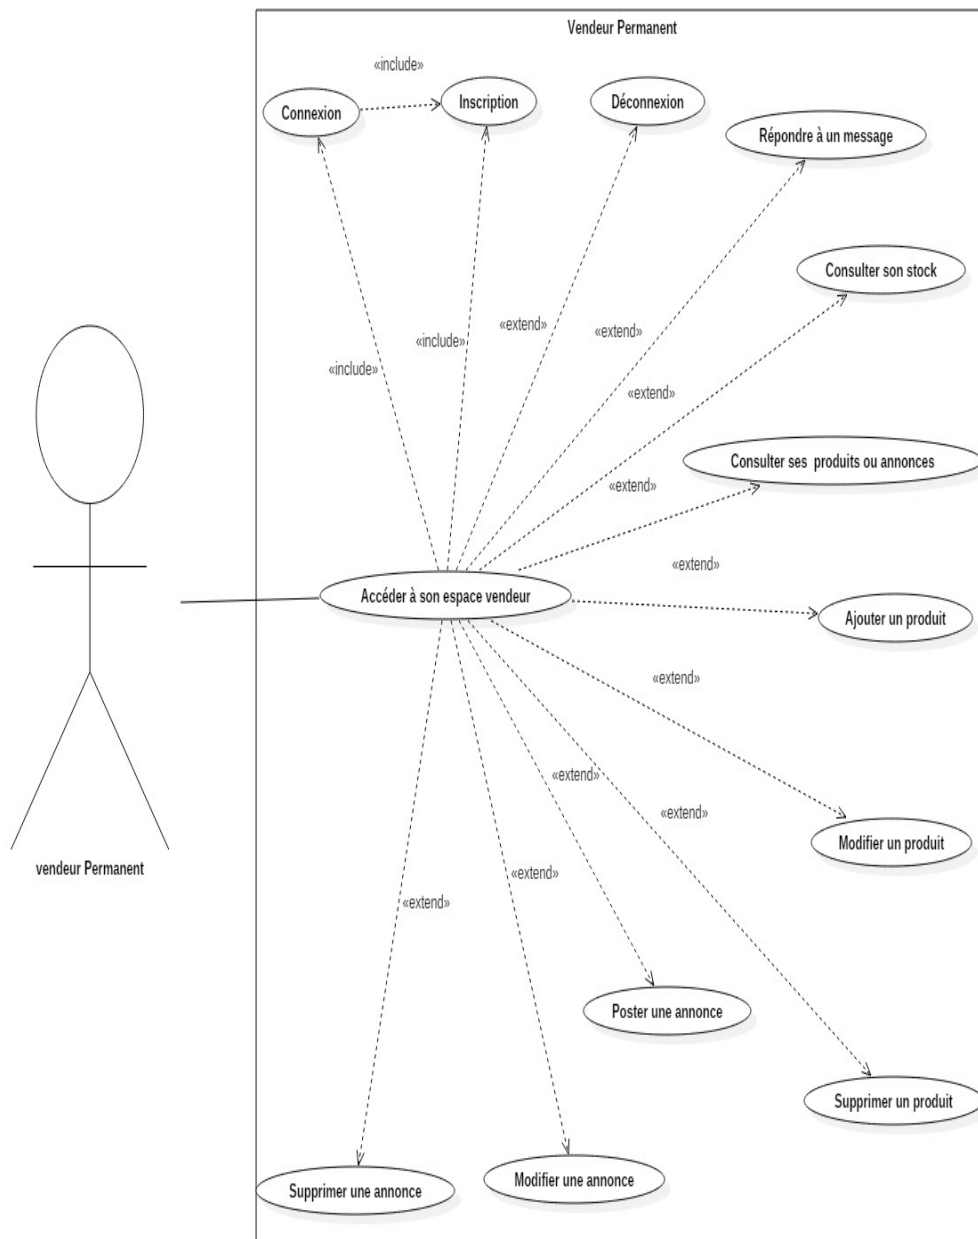 Vendeur Permanent
«include»
Connexion
Inscription
Déconnexion
Répondre à un message
Consulter son stock
«extend»
«extend»
«include»
«include»
«extend»
Consulter ses produits ou annonces
«extend»
«extend»
Accéder à son espace vendeur
Ajouter un produit
«extend»
«extend»
«extend»
Modifier un produit
vendeur Permanent
«extend»
«extend»
Poster une annonce
Supprimer un produit
Modifier une annonce
Supprimer une annonce